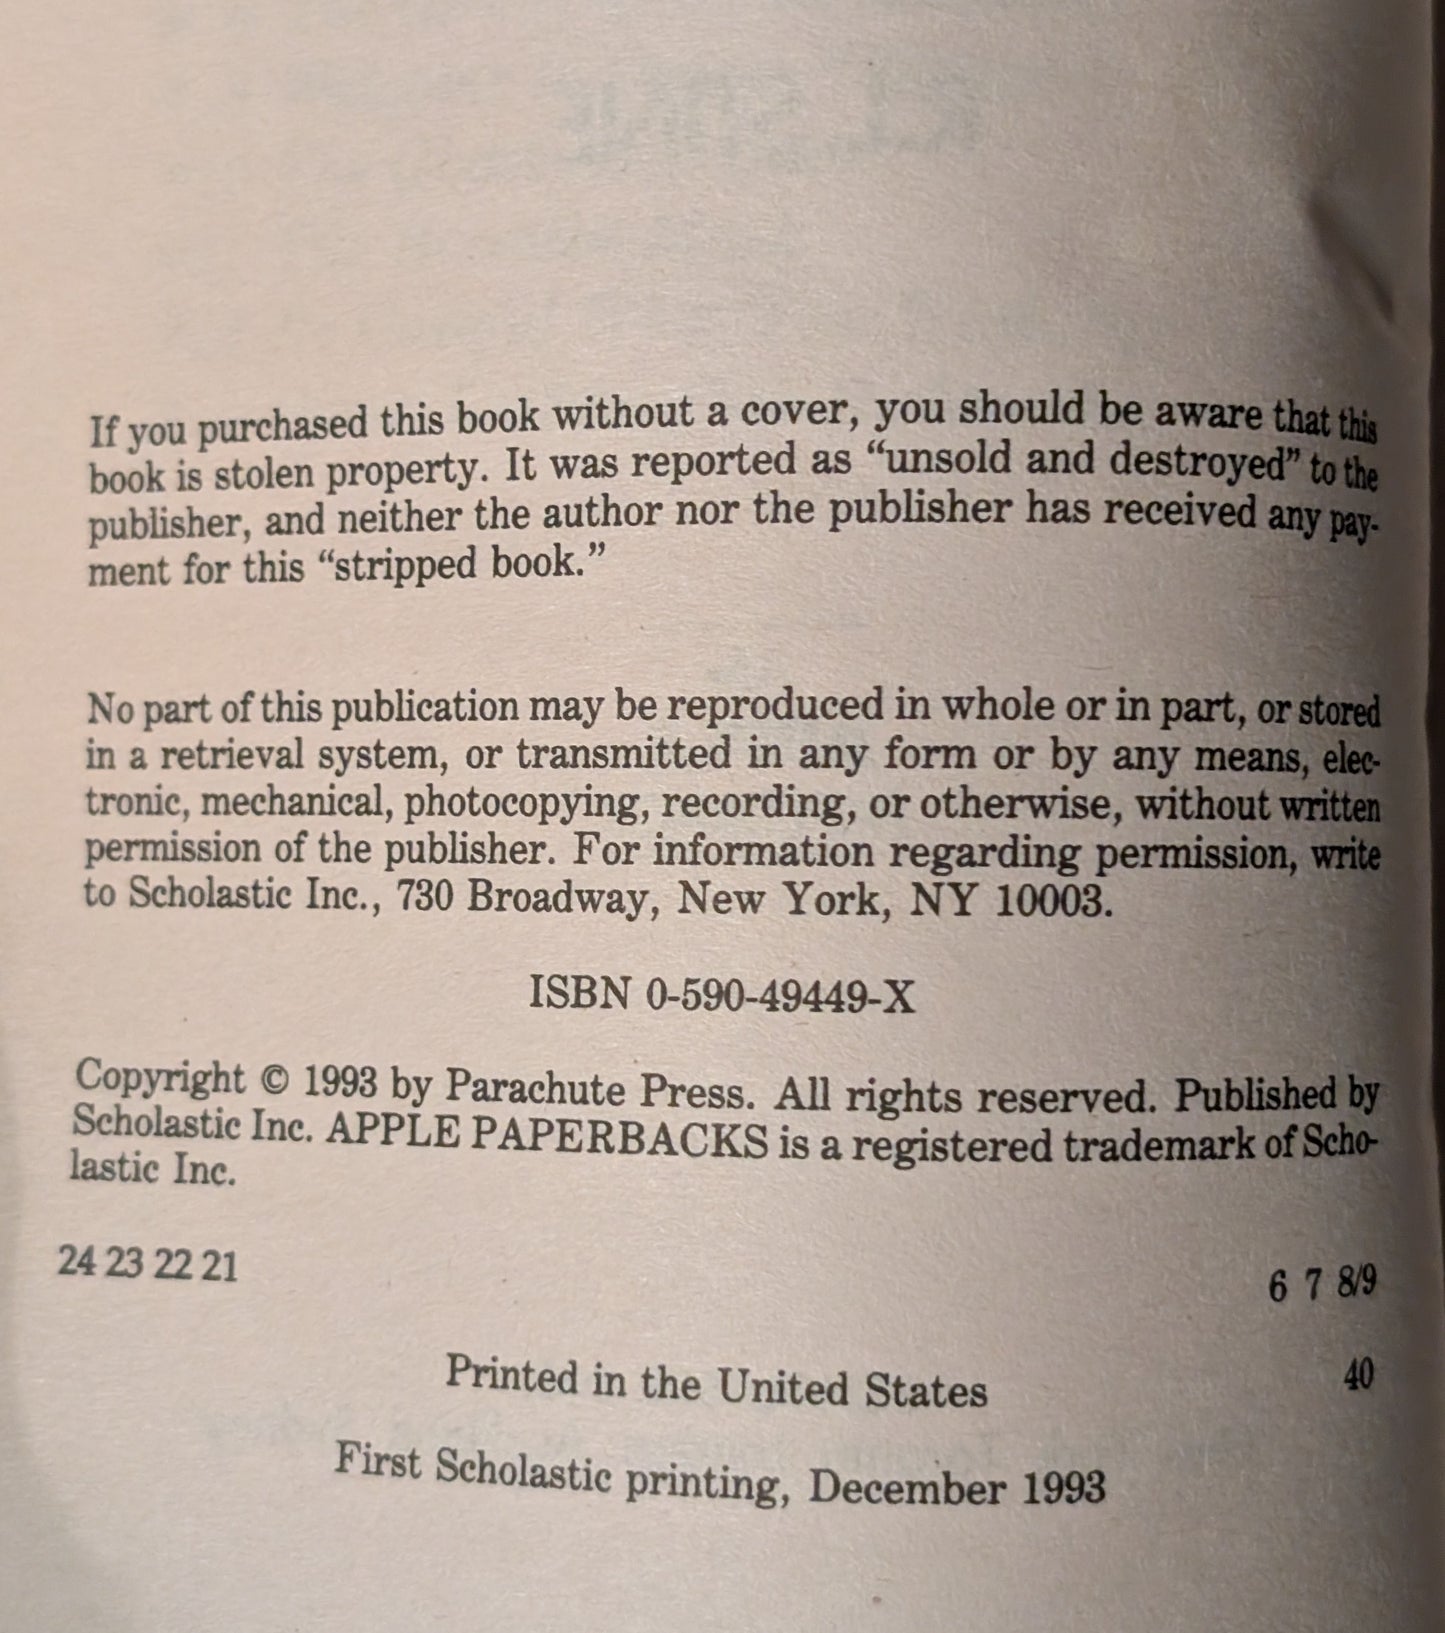 If you purchased this book without a cover, you should be aware that this
book is stolen property. It was reported as “unsold and destroyed” to the
publisher, and neither the author nor the publisher has received any pay-
ment for this “stripped book.”
No part of this publication may be reproduced in whole or in part, or stored
in a retrieval system, or transmitted in any form or by any means, elec-
tronic, mechanical, photocopying, recording, or otherwise, without written
permission of the publisher. For information regarding permission, write
to Scholastic Inc., 730 Broadway, New York, NY 10003.
ISBN 0-590-49449-X
Copyright © 1993 by Parachute Press. All rights reserved. Published by
Scholastic Inc. APPLE PAPERBACKS is a registered trademark of Scho-
lastic Inc.
24 23 22 21 6 7 8/9
Printed in the United States 40
First Scholastic printing, December 1993